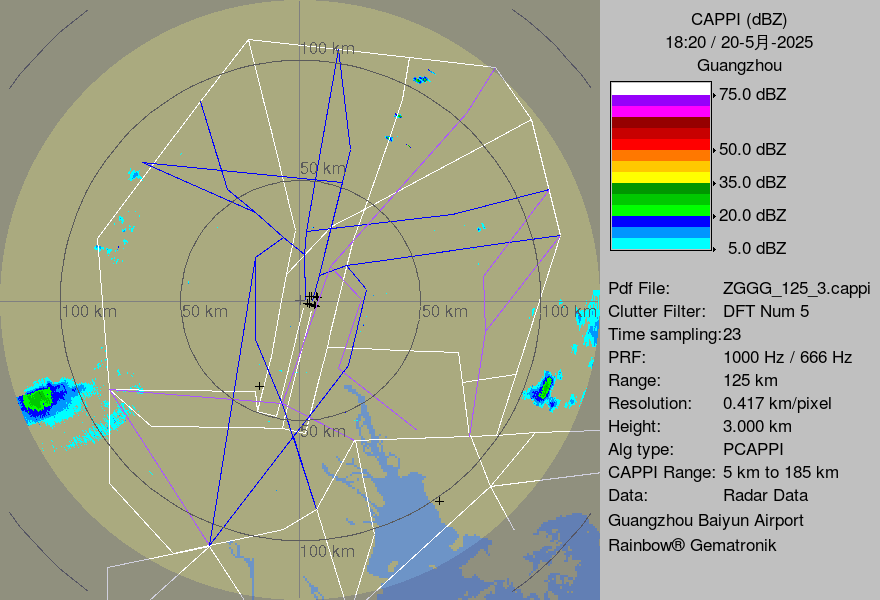 CAPPI (dBZ)
18:20 / 20-5月-2025
Guangzhou
75.0 dBZ
50.0 dBZ
35.0 dBZ
20.0 dBZ
5.0 dBZ
Pdf File: ZGGG_125_3.cappi
Clutter Filter: DFT Num 5
Time sampling:23
PRF: 1000 Hz / 666 Hz
Range: 125 km
Resolution: 0.417 km/pixel
Height: 3.000 km
Alg type: PCAPPI
CAPPI Range: 5 km to 185 km
Data: Radar Data
Guangzhou Baiyun Airport
Rainbow® Gematronik
100 km
50 km
100 km
50 km
50 km
100 km
50 km
100 km